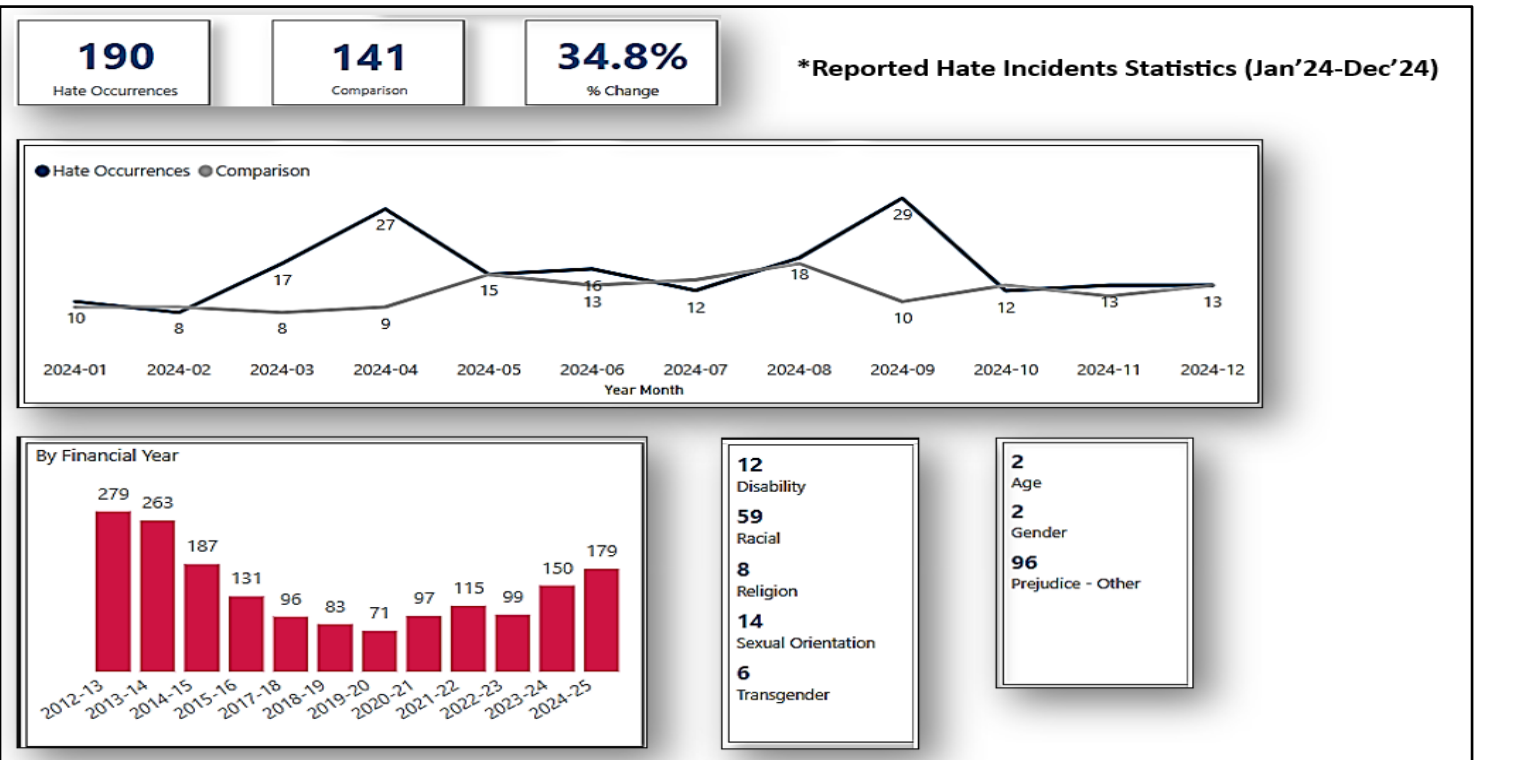 190
Hate Occurrences
141
Comparison
34.8%
% Change
*Reported Hate Incidents Statistics (Jan’24-Dec’24)
Hate Occurrences Comparison
29
27
17
18
16
15
13
12
10
12
13
13
10
8
8
9
2024-01 2024-02 2024-03 2024-04 2024-05 2024-06 2024-07 2024-08 2024-09 2024-10 2024-11 2024-12
Year Month
By Financial Year
279 263 187 131 96 83 71 97 115 99 150 179
2012-13 2013-14 2014-15 2015-16 2017-18 2018-19 2019-20 2020-21 2021-22 2022-23 2023-24 2024-25
12
Disability
59
Racial
8
Religion
14
Sexual Orientation
6
Transgender
2
Age
2
Gender
96
Prejudice - Other